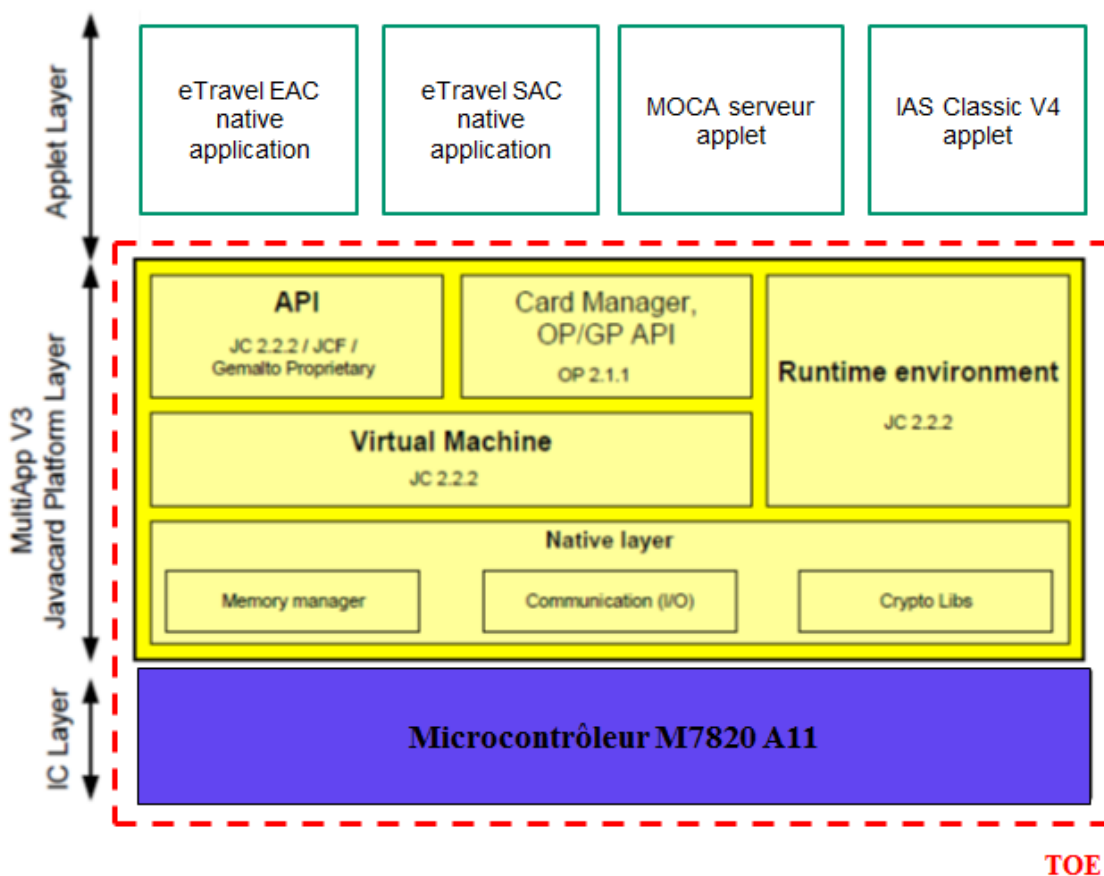 Applet Layer
eTravel EAC
native
application
eTravel SAC
native
application
MOCA serveur
applet
IAS Classic V4
applet
MultiApp V3
Javacard Platform Layer
API
JC 2.2.2 / JCF /
Gemalto Proprietary
Card Manager,
OP/GP API
OP 2.1.1
Runtime environment
JC 2.2.2
Virtual Machine
JC 2.2.2
Native layer
Memory manager
Communication (I/O)
Crypto Libs
IC Layer
Microcontrôleur M7820 A11
TOE